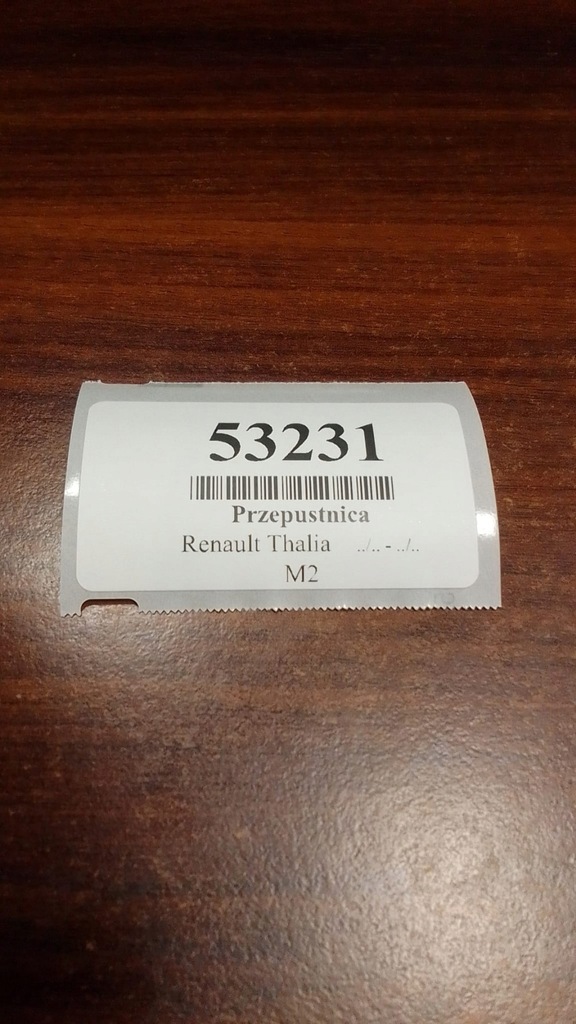 53231
Przepustnica
Renault Thalia ../.. - ../..
M2